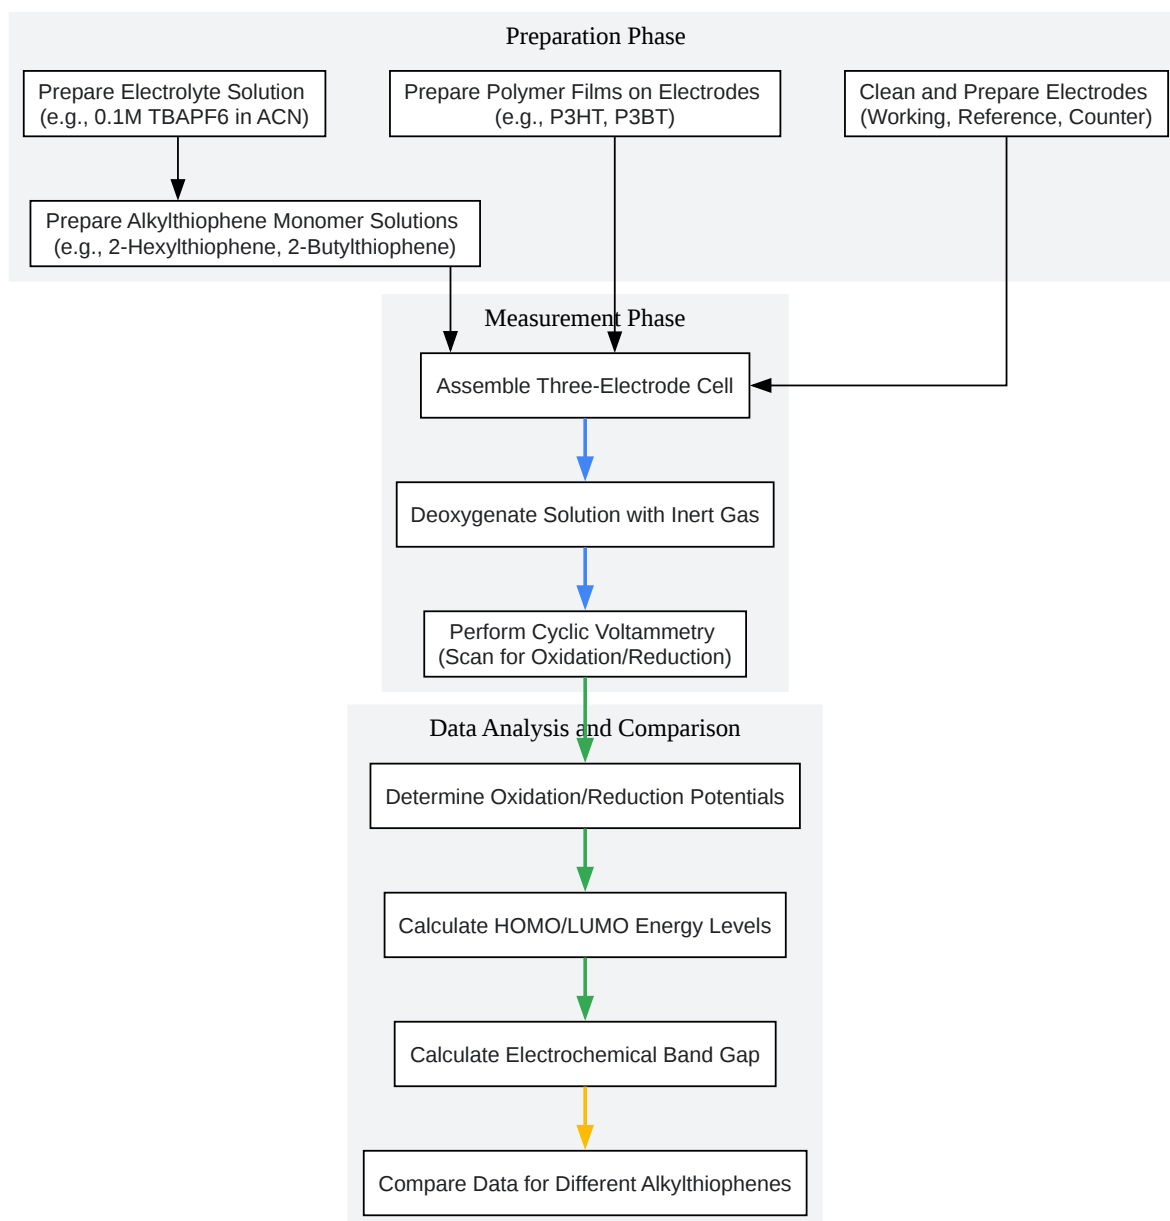 Preparation Phase
Prepare Electrolyte Solution
(e.g., 0.1M TBAPF6 in ACN)
Prepare Polymer Films on Electrodes
(e.g., P3HT, P3BT)
Clean and Prepare Electrodes
(Working, Reference, Counter)
Prepare Alkylthiophene Monomer Solutions
(e.g., 2-Hexylthiophene, 2-Butylthiophene)
Measurement Phase
Assemble Three-Electrode Cell
Deoxygenate Solution with Inert Gas
Perform Cyclic Voltammetry
(Scan for Oxidation/Reduction)
Data Analysis and Comparison
Determine Oxidation/Reduction Potentials
Calculate HOMO/LUMO Energy Levels
Calculate Electrochemical Band Gap
Compare Data for Different Alkylthiophenes